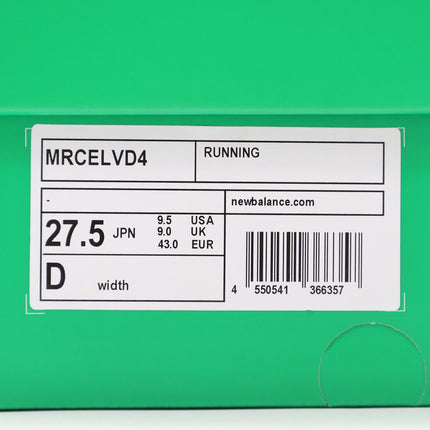 MRCELVD4
RUNNING
-
newbalance.com
27.5 JPN
9.5 USA
9.0 UK
43.0 EUR
D width
4 550541 366357